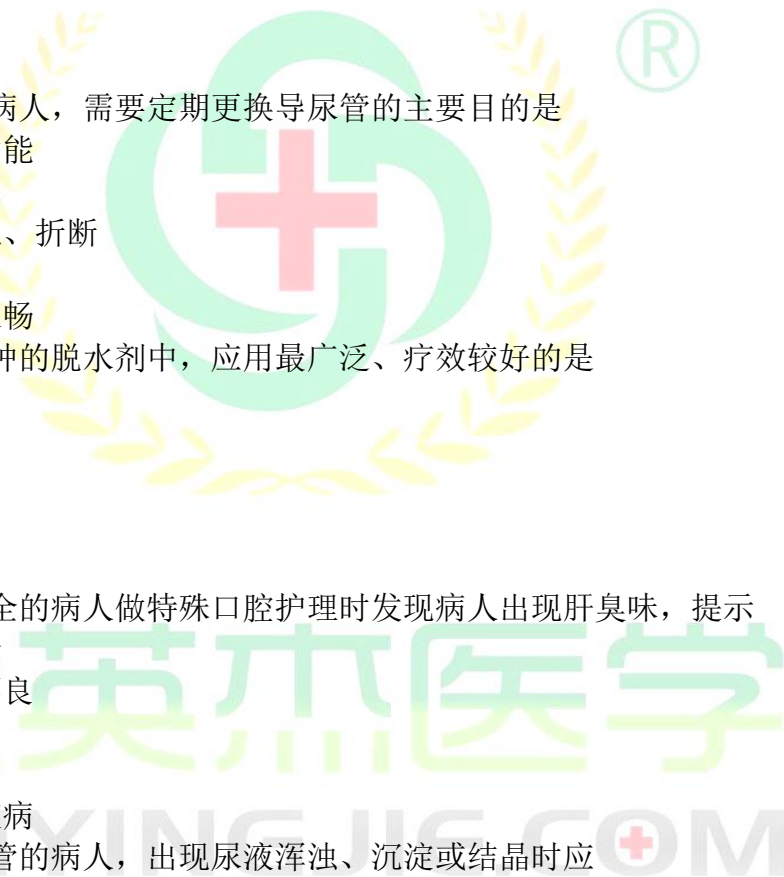 ®
病人，需要定期更换导尿管的主要目的是
能
、折断
畅
肿的脱水剂中，应用最广泛、疗效较好的是
全的病人做特殊口腔护理时发现病人出现肝臭味，提示
良
病
管的病人，出现尿液浑浊、沉淀或结晶时应
英杰医学
YINGJIE.COM